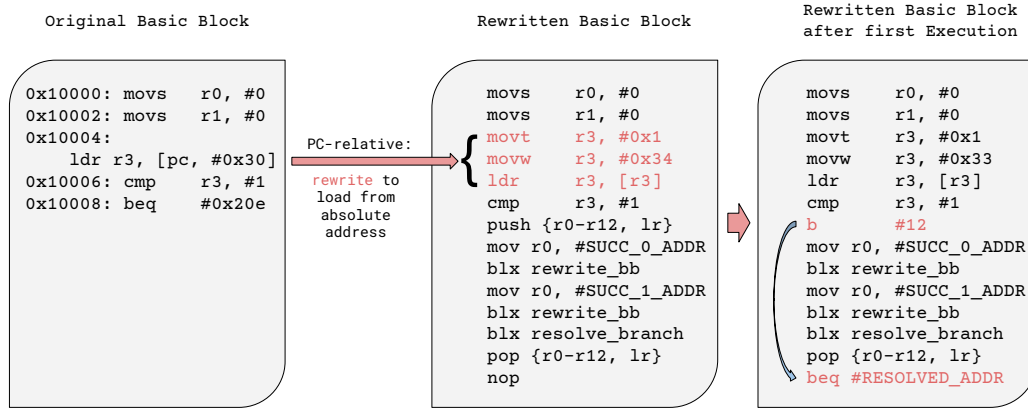 Original Basic Block
0x10000: movs r0, #0
0x10002: movs r1, #0
0x10004:
ldr r3, [pc, #0x30]
0x10006: cmp r3, #1
0x10008: beq #0x20e
PC-relative:
rewrite to
load from
absolute
address
Rewritten Basic Block
movs r0, #0
movs r1, #0
{ movt r3, #0x1
movw r3, #0x34
ldr r3, [r3]
cmp r3, #1
push {r0-r12, lr}
mov r0, #SUCC_0_ADDR
blx rewrite_bb
mov r0, #SUCC_1_ADDR
blx rewrite_bb
blx resolve_branch
pop {r0-r12, lr}
nop
Rewritten Basic Block
after first Execution
movs r0, #0
movs r1, #0
movt r3, #0x1
movw r3, #0x33
ldr r3, [r3]
cmp r3, #1
b #12
mov r0, #SUCC_0_ADDR
blx rewrite_bb
mov r0, #SUCC_1_ADDR
blx rewrite_bb
blx resolve_branch
pop {r0-r12, lr}
beq #RESOLVED_ADDR